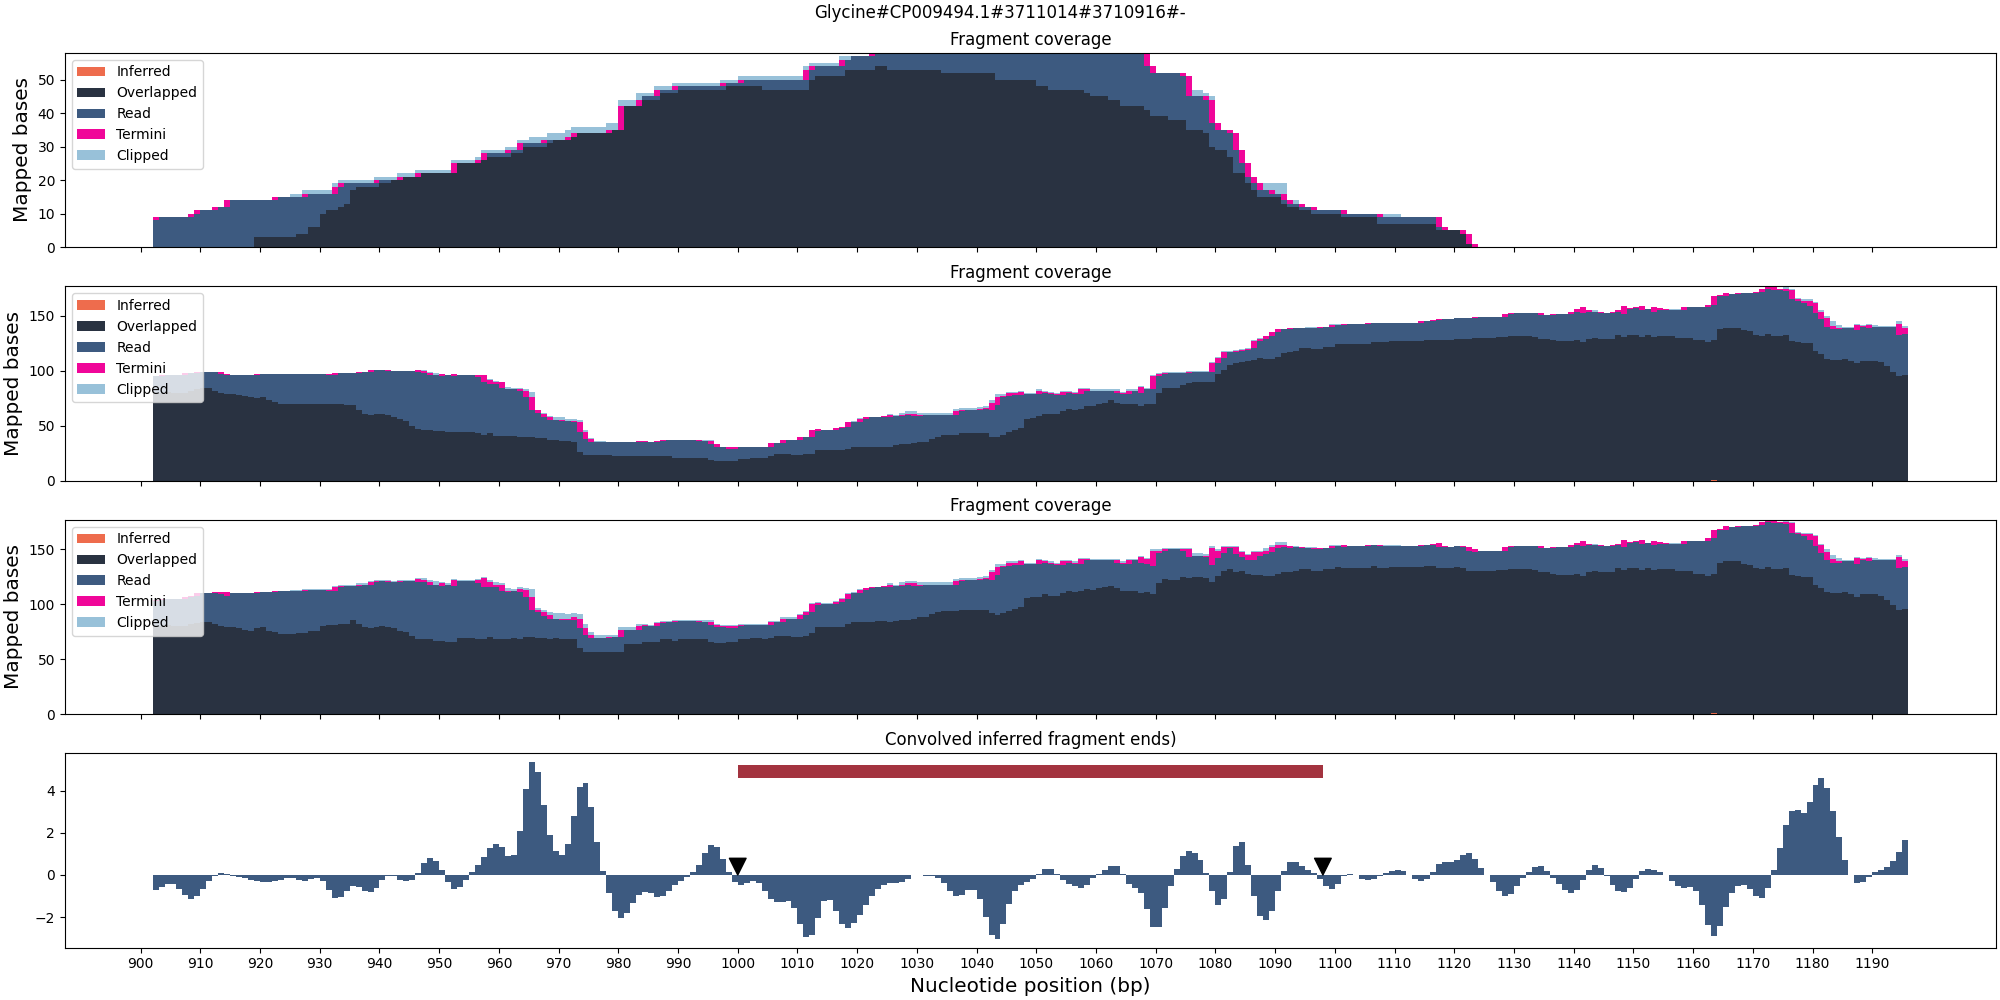 Glycine#CP009494.1#3711014#3710916#-
Fragment coverage
Mapped bases
50
40
30
20
10
0
Inferred
Overlapped
Read
Termini
Clipped
Fragment coverage
Mapped bases
150
100
50
0
Inferred
Overlapped
Read
Termini
Clipped
Fragment coverage
Mapped bases
150
100
50
0
Inferred
Overlapped
Read
Termini
Clipped
Convolved inferred fragment ends)
4
2
0
−2
900 910 920 930 940 950 960 970 980 990 1000 1010 1020 1030 1040 1050 1060 1070 1080 1090 1100 1110 1120 1130 1140 1150 1160 1170 1180 1190
Nucleotide position (bp)